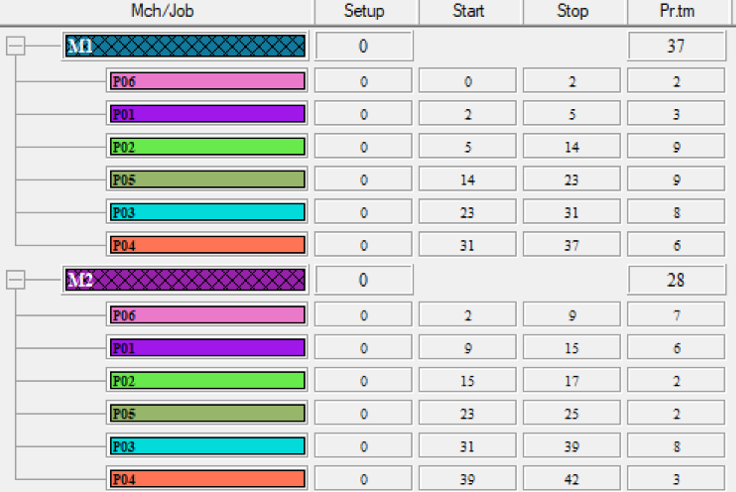 Mch/Job Setup Start Stop Pr.tm
M1 0 37
P06 0 0 2 2
P01 0 2 5 3
P02 0 5 14 9
P05 0 14 23 9
P03 0 23 31 8
P04 0 31 37 6
M2 0 28
P06 0 2 9 7
P01 0 9 15 6
P02 0 15 17 2
P05 0 23 25 2
P03 0 31 39 8
P04 0 39 42 3